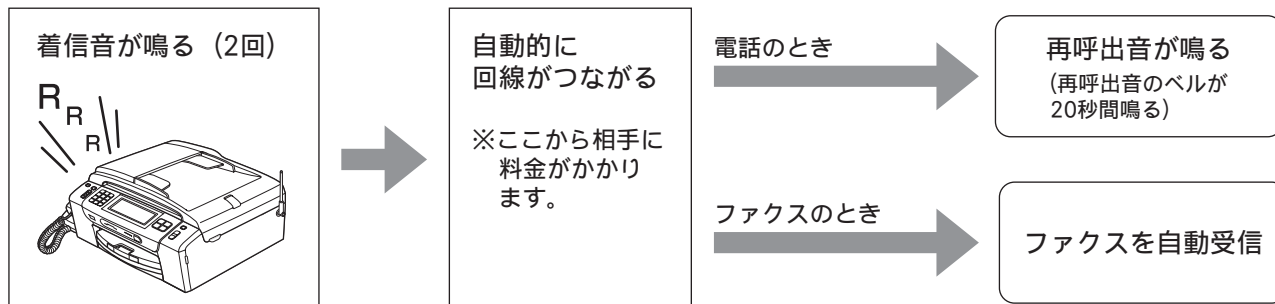 着信音が鳴る（2回）
R
R
R
自動的に
回線がつながる
※ここから相手に
料金がかかり
ます。
電話のとき
再呼出音が鳴る
（再呼出音のベルが
20秒間鳴る）
ファクスのとき
ファクスを自動受信